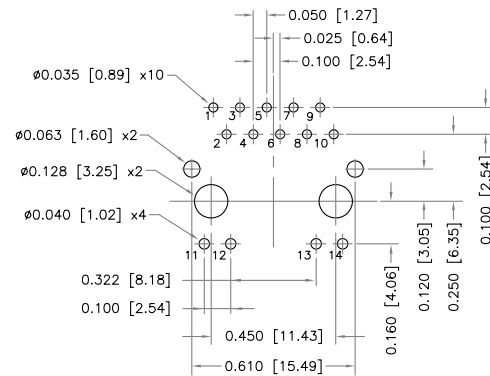 0.050 [1.27]
0.025 [0.64]
0.100 [2.54]
ø0.035 [0.89] x10
1 3 5 7 9
2 4 6 8 10
ø0.063 [1.60] x2
ø0.128 [3.25] x2
ø0.040 [1.02] x4
11 12 13 14
0.322 [8.18]
0.100 [2.54]
0.450 [11.43]
0.610 [15.49]
0.160 [4.06]
0.120 [3.05]
0.250 [6.35]
0.100 [2.54]